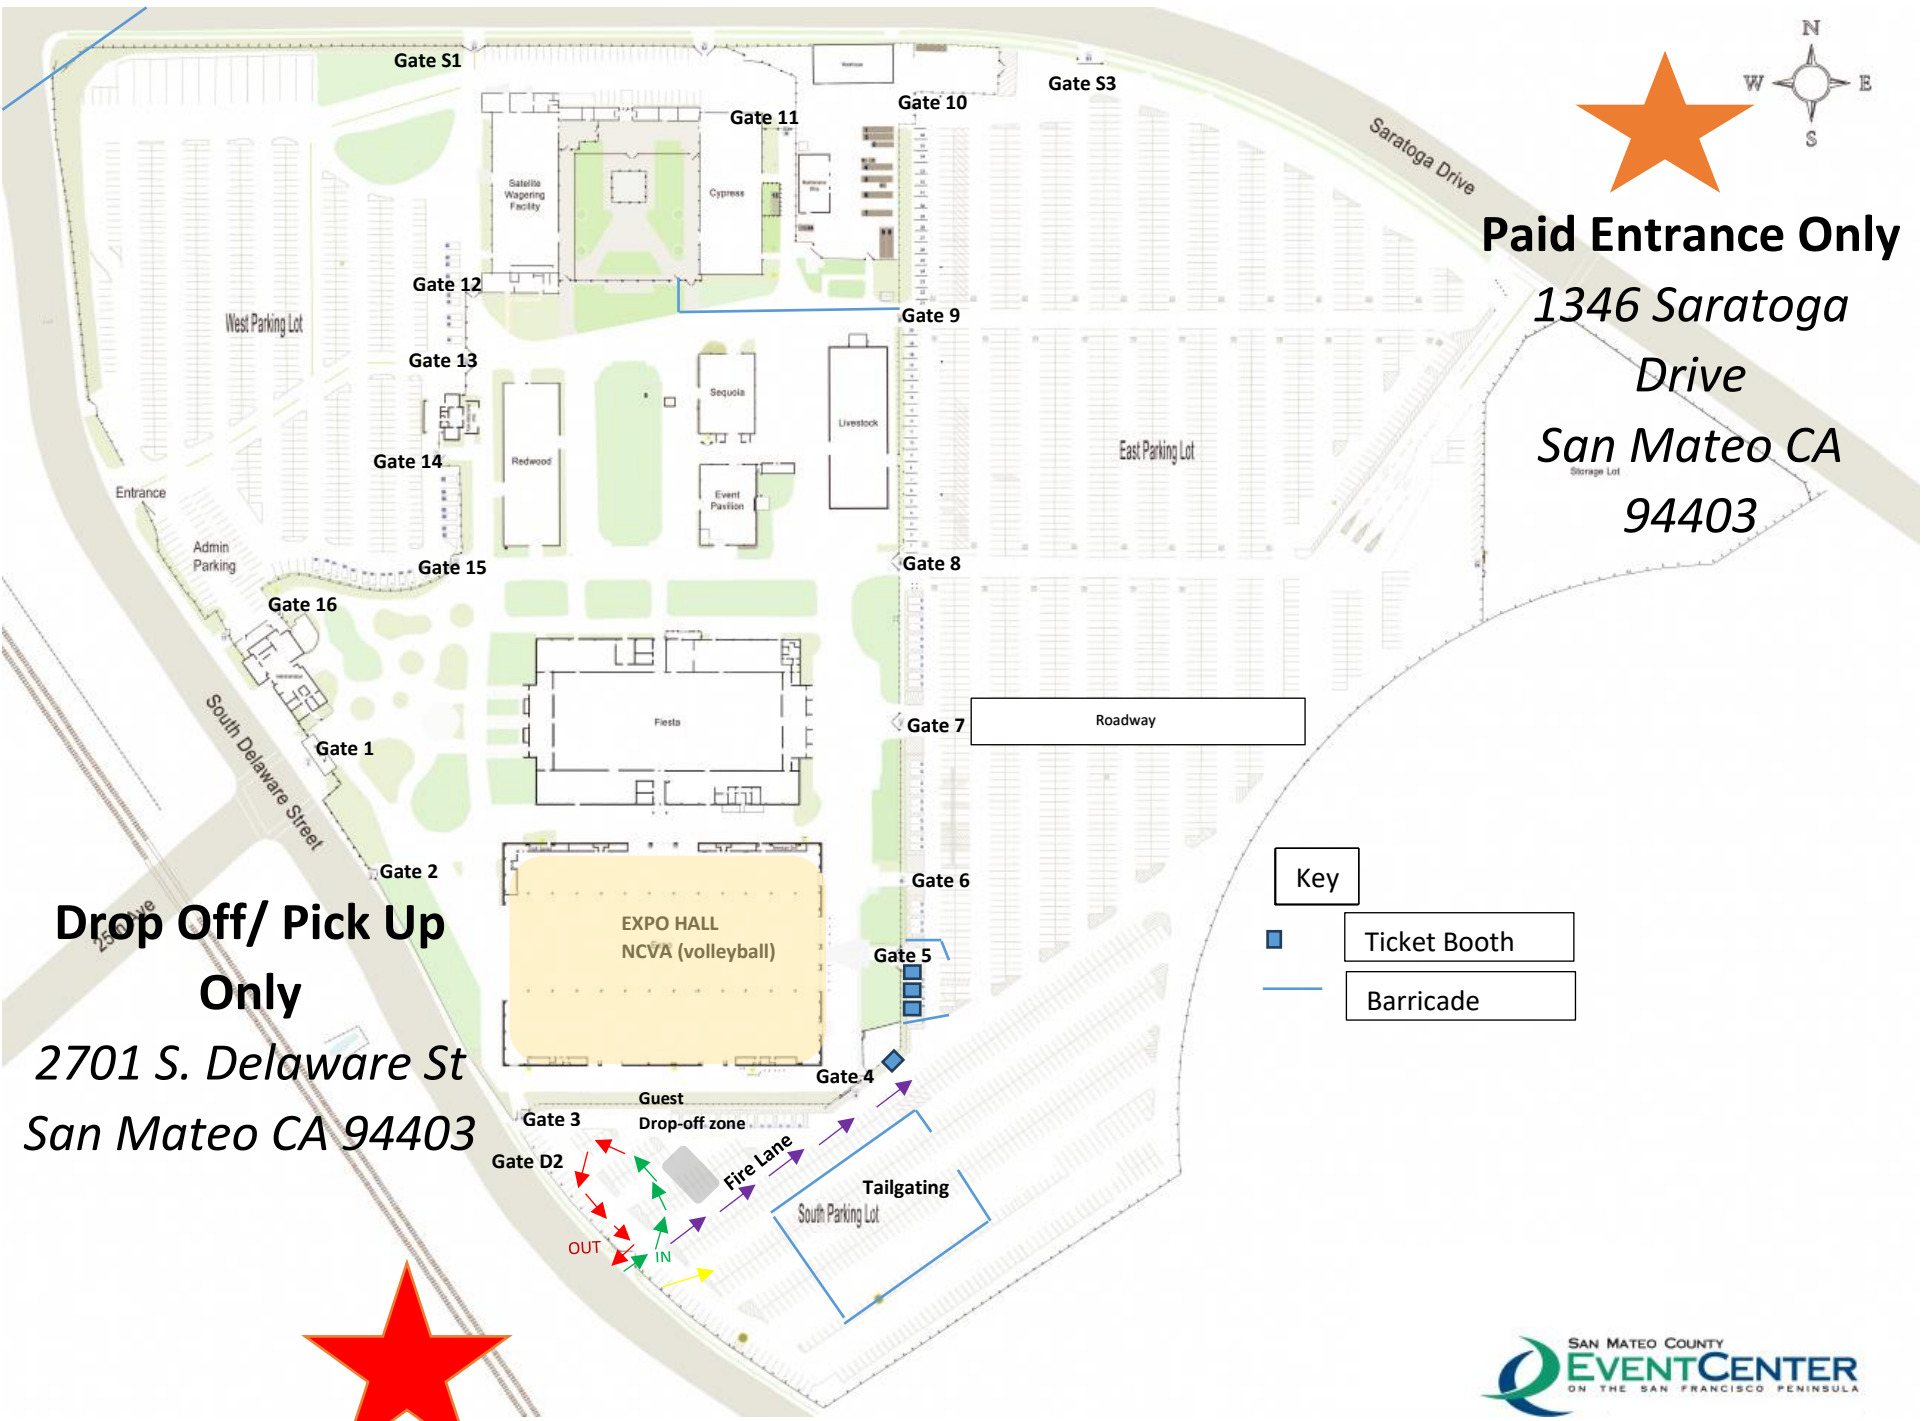 Gate S1
Gate S3
N
W E
S
Gate 10
Gate 11
Saratoga Drive
Satelite
Wagering
Facility
Cypress
Paid Entrance Only
1346 Saratoga
Drive
San Mateo CA
94403
Gate 12
Gate 9
West Parking Lot
Gate 13
Sequoia
Livestock
East Parking Lot
Storage Lot
Gate 14
Redwood
Event
Pavilion
Entrance
Admin
Parking
Gate 15
Gate 8
Gate 16
South Delaware Street
Fiesta
Gate 7
Roadway
Gate 1
Gate 2
Gate 6
Key
Ticket Booth
Barricade
25th Ave
Drop Off/ Pick Up
Only
2701 S. Delaware St
San Mateo CA 94403
EXPO HALL
NCVA (volleyball)
Gate 5
Gate 4
Guest
Drop-off zone
Gate 3
Gate D2
Fire Lane
Tailgating
South Parking Lot
OUT
IN
SAN MATEO COUNTY
EVENTCENTER
ON THE SAN FRANCISCO PENINSULA